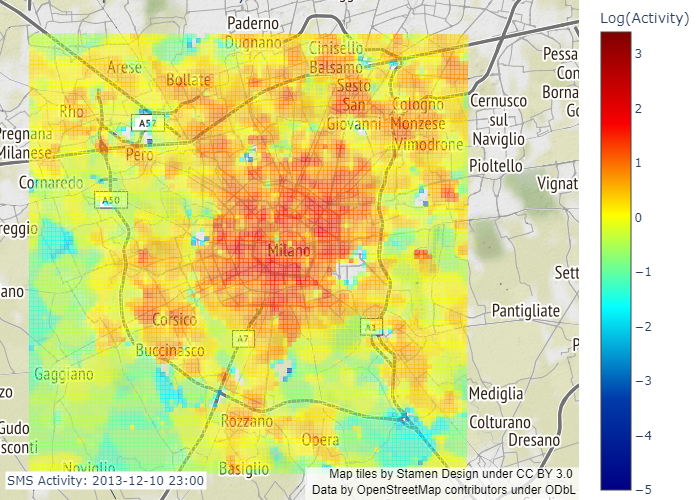 Log(Activity)
3
2
1
0
−1
−2
−3
−4
−5
Paderno
Dugnano
Cinisello
Balsamo
Arese
Bollate
Sesto
San
Giovanni
Cologno
Monzese
Vimodrone
Cernusco
sul
Naviglio
Pessa
Con
Borna
Go
Rho
A52
Pero
Pregnana
Milanese
Cornaredo
A50
Pioltello
Vignat
reggio
Milano
Sett
ano
Corsico
Pantigliate
A7
A1
Buccinasco
P
Gaggiano
zo
Mediglia
Rozzano
Colturano
Gudo
sconti
Opera
Dresano
Noviglio
Basiglio
SMS Activity: 2013-12-10 23:00
Map tiles by Stamen Design under CC BY 3.0
Data by OpenStreetMap contributors under ODbL